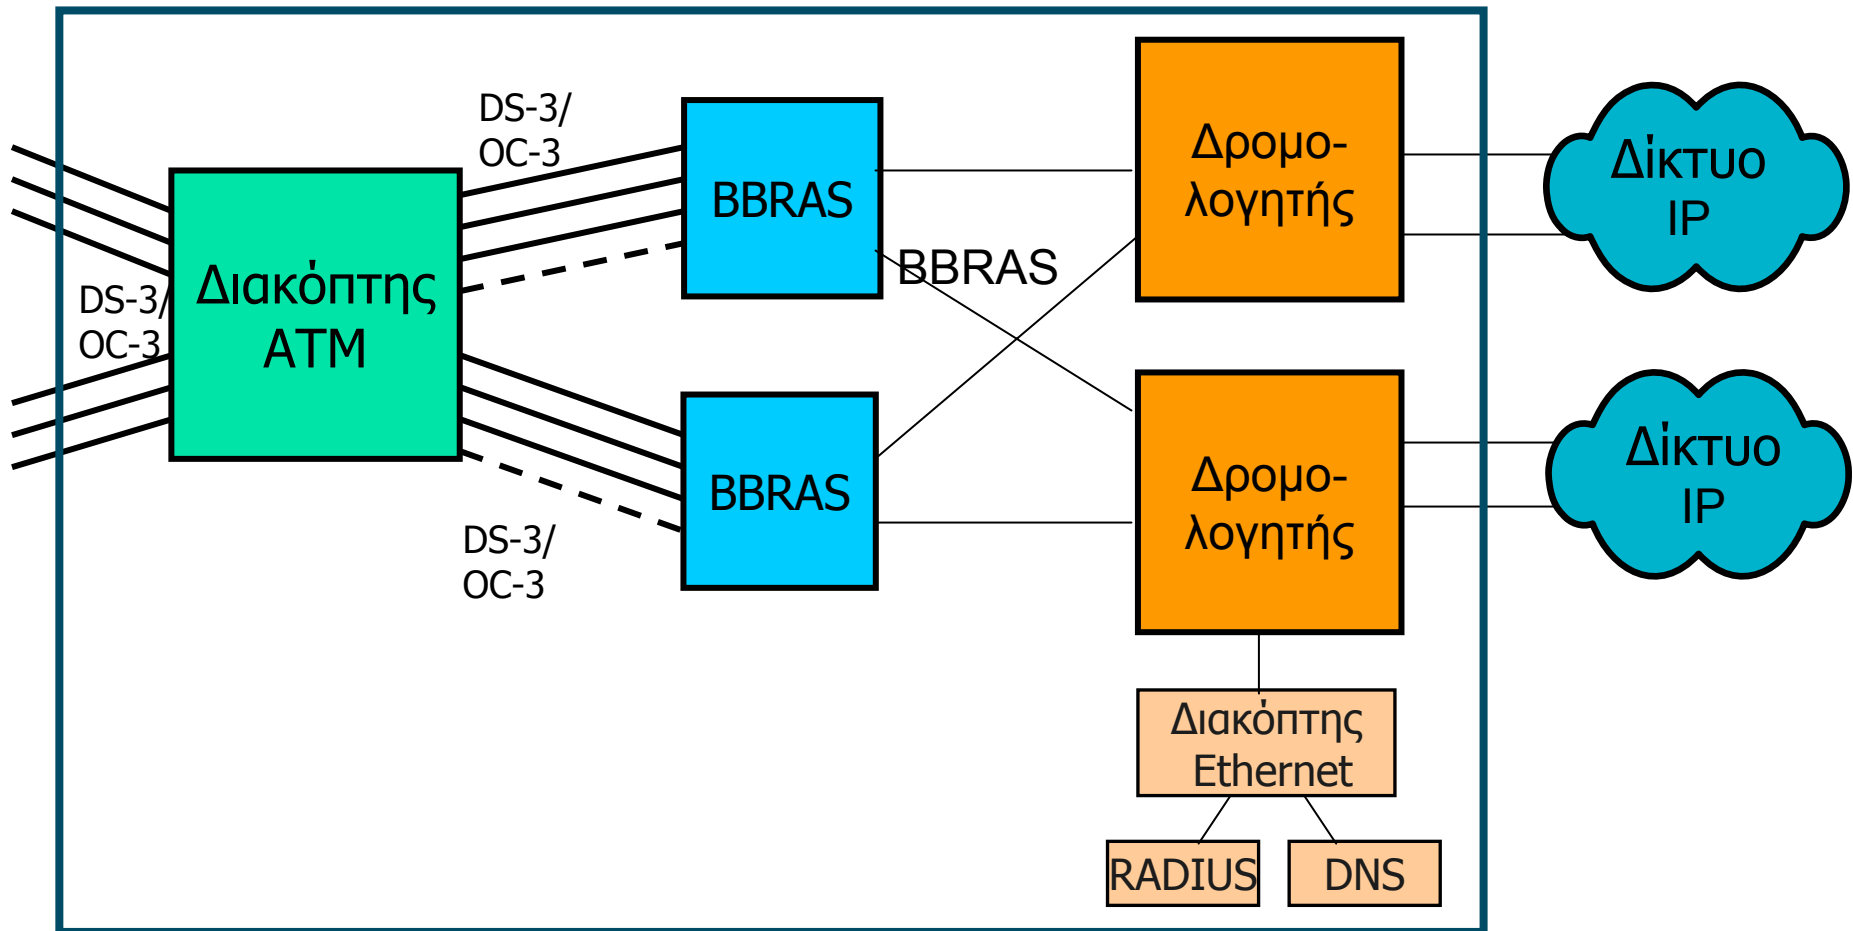 DS-3/
OC-3
Διακόπτης
ATM
DS-3/
OC-3
DS-3/
OC-3
BBRAS
BBRAS
BBRAS
Δρομο-
λογητής
Δρομο-
λογητής
Δίκτυο
IP
Δίκτυο
IP
Διακόπτης
Ethernet
RADIUS
DNS